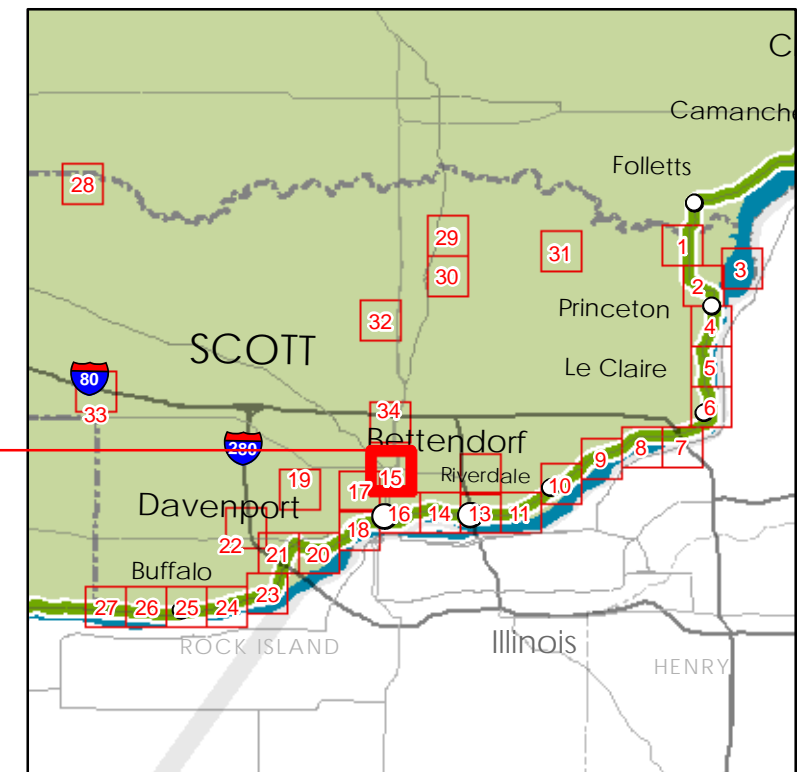 C
Camanche
Folletts
28
29
1
31
3
30
2
Princeton
32
4
SCOTT
Le Claire
5
80
33
6
34
Bettendorf
280
7
8
9
Riverdale
15
19
17
10
Davenport
16
14
13
11
22
18
21
20
Buffalo
23
27
26
25
24
ROCK ISLAND
Illinois
HENRY